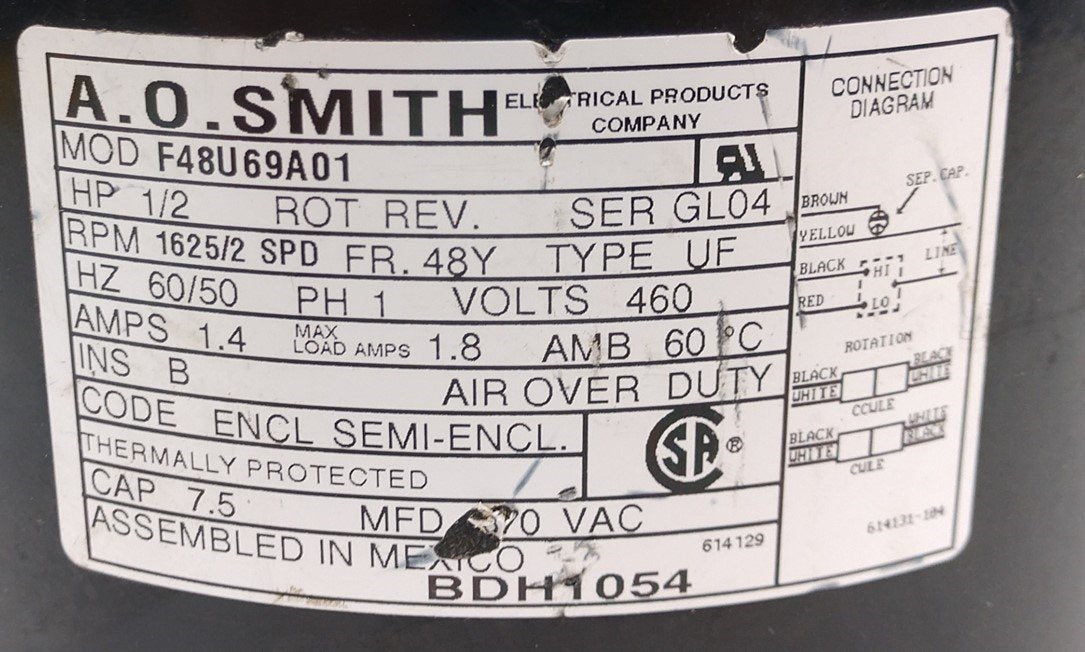 A.O.SMITH ELECTRICAL PRODUCTS COMPANY
MOD F48U69A01
HP 1/2 ROT REV. SER GL04
RPM 1625/2 SPD FR. 48Y TYPE UF
HZ 60/50 PH 1 VOLTS 460
AMPS 1.4 MAX. LOAD AMPS 1.8 AMB 60 °C
INS B AIR OVER DUTY
CODE ENCL SEMI-ENCL.
THERMALLY PROTECTED
SA ®
CAP 7.5 MFD 370 VAC
ASSEMBLED IN MEXICO 614129
BDH1054
CONNECTION
DIAGRAM
SEP. CAP.
BROWN
YELLOW
LINE
BLACK HI
RED LO
ROTATION
BLACK BLACK
WHITE WHITE
CCWLE
BLACK WHITE
WHITE BLACK
CWLE
614131-104